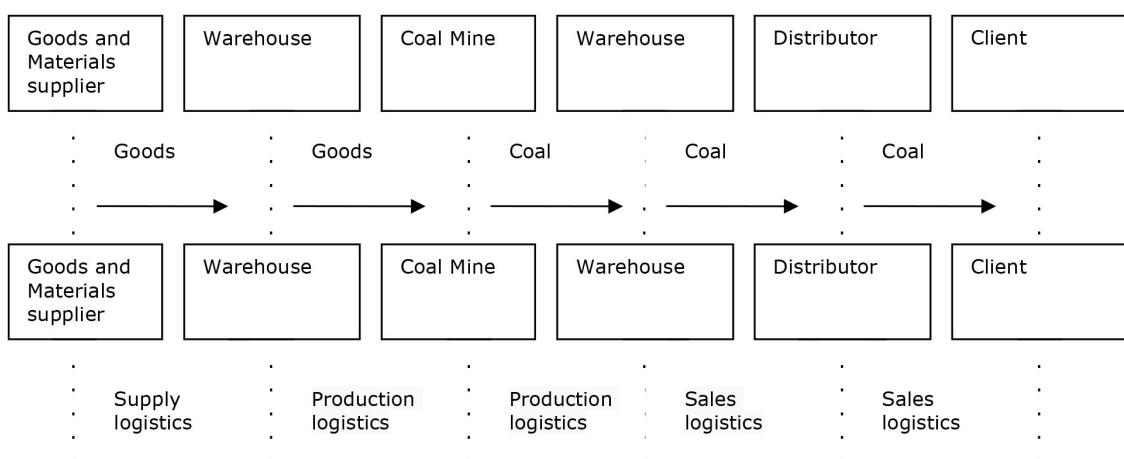 Goods and
Materials
supplier
Warehouse
Coal Mine
Warehouse
Distributor
Client
Goods
Goods
Coal
Coal
Coal
Goods and
Materials
supplier
Warehouse
Coal Mine
Warehouse
Distributor
Client
Supply
logistics
Production
logistics
Production
logistics
Sales
logistics
Sales
logistics